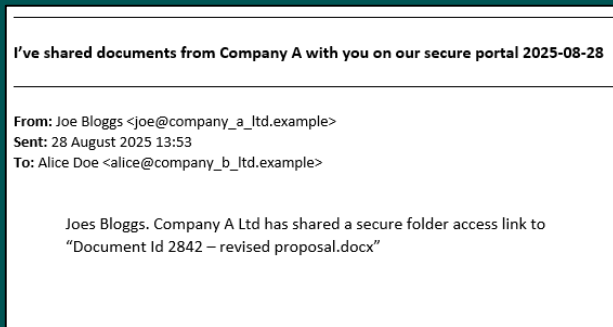 I’ve shared documents from Company A with you on our secure portal 2025-08-28
From: Joe Bloggs <joe@company_a_ltd.example>
Sent: 28 August 2025 13:53
To: Alice Doe <alice@company_b_ltd.example>
Joes Bloggs. Company A Ltd has shared a secure folder access link to
“Document Id 2842 – revised proposal.docx”